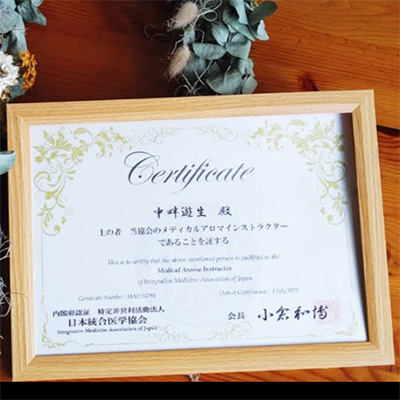 Certificate
中畔遊生 殿
上の者 当協会のメディカルアロマインストラクター
であることを証する
This is to certify that the above-mentioned person is qualified as the
Medical Aroma Instructor
of Integrative Medicine Association of Japan.
Certificate Number :
Date of Certification : 1 July 2021
内閣府認証 特定非営利活動法人
日本統合医学協会
Integrative Medicine Association of Japan
会長 小倉和博